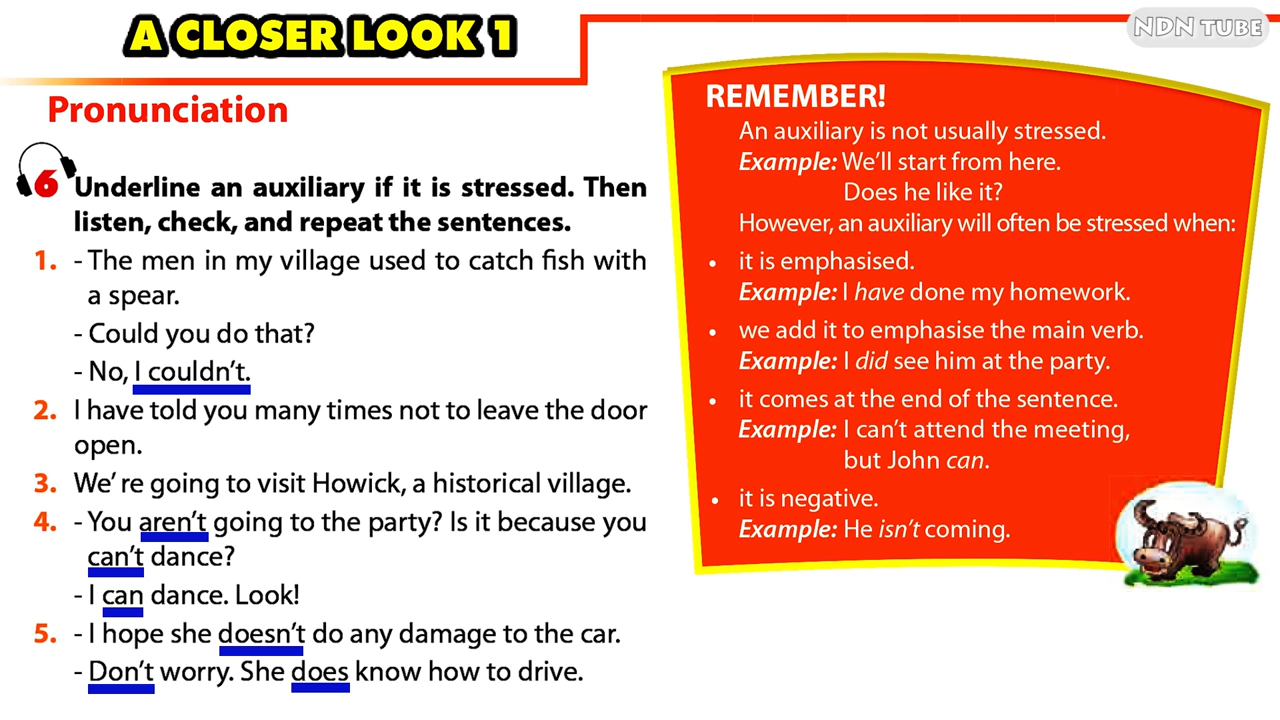 A CLOSER LOOK 1
NDN TUBE
Pronunciation
6 Underline an auxiliary if it is stressed. Then
listen, check, and repeat the sentences.
1. - The men in my village used to catch fish with
a spear.
- Could you do that?
- No, I couldn't.
2. I have told you many times not to leave the door
open.
3. We' re going to visit Howick, a historical village.
4. - You aren't going to the party? Is it because you
can't dance?
- I can dance. Look!
5. - I hope she doesn't do any damage to the car.
- Don't worry. She does know how to drive.
REMEMBER!
An auxiliary is not usually stressed.
Example: We'll start from here.
Does he like it?
However, an auxiliary will often be stressed when:
• it is emphasised.
Example: I have done my homework.
• we add it to emphasise the main verb.
Example: I did see him at the party.
• it comes at the end of the sentence.
Example: I can't attend the meeting,
but John can.
• it is negative.
Example: He isn't coming.